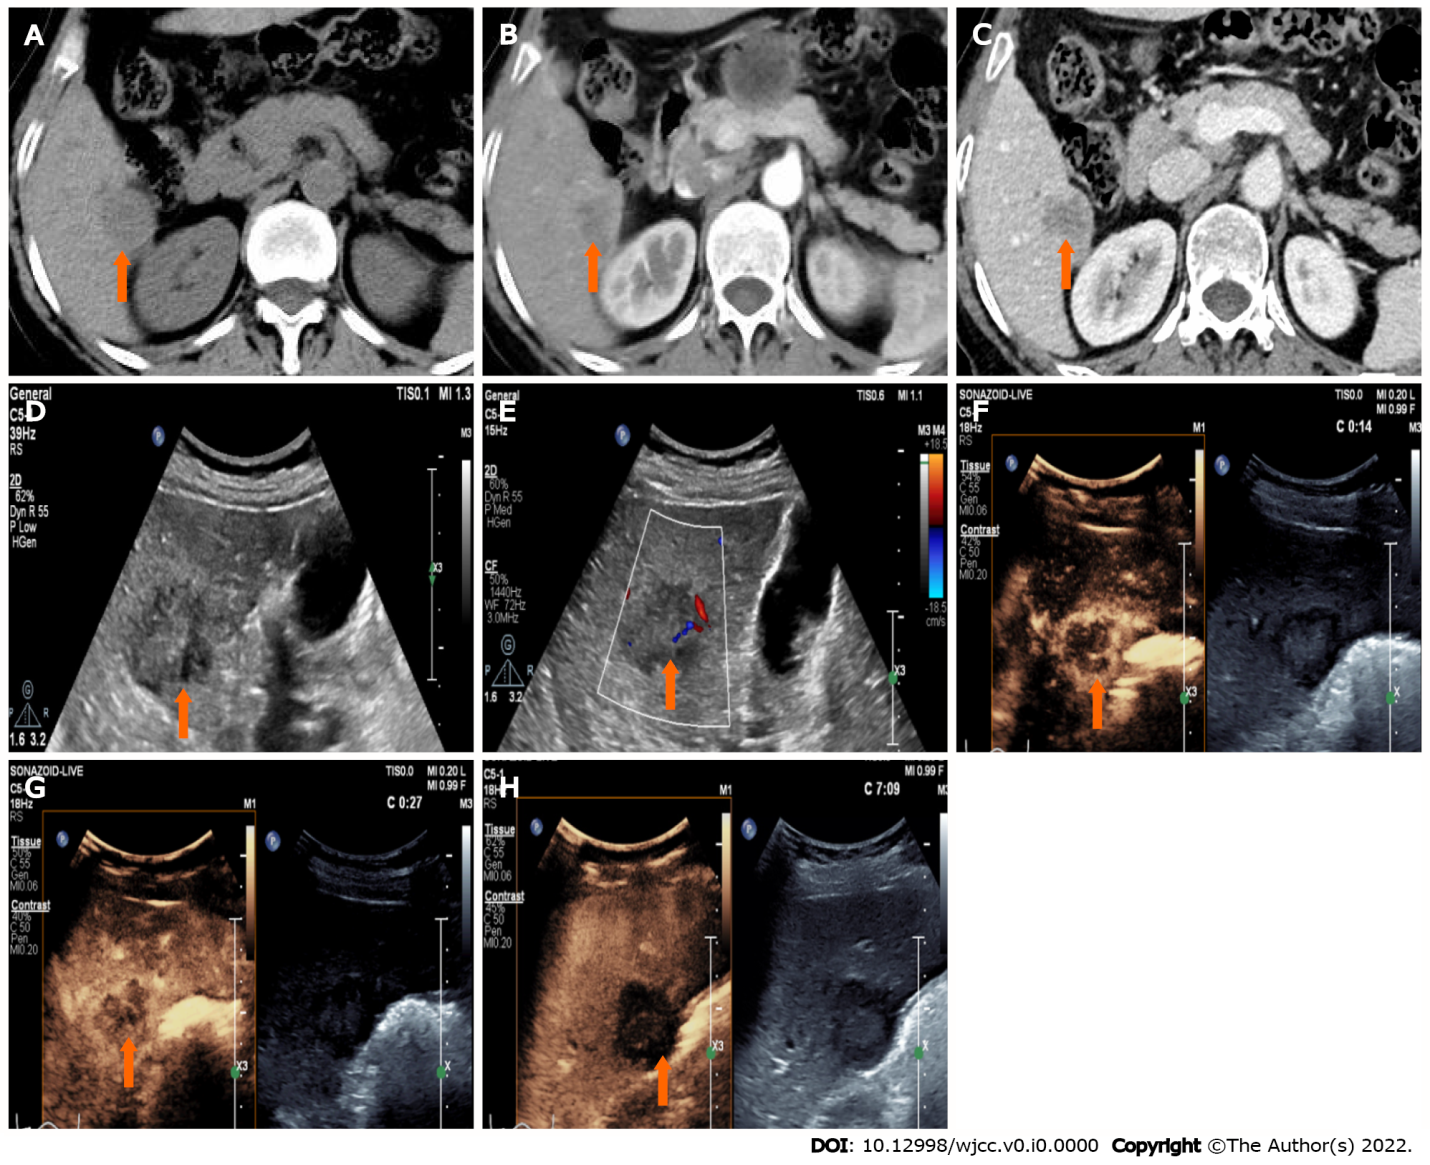 A
B
C
General
D
C5-
39Hz
RS
2D
62%
Dyn R 55
P Low
HGen
TIS0.1 MI 1.3
M3
X3
G
P R
1.6 3.2
General
E
C5-
15Hz
RS
2D
60%
Dyn R 55
P Med
HGen
CF
50%
1440Hz
WF 72Hz
3.0MHz
TIS0.6 MI 1.1
M3 M4
+18.5
-18.5
cm/s
X3
G
P R
1.6 3.2
SONAZOID-LIVE
F
C5-
18Hz
RS
Tissue
54%
C 55
Gen
MI0.06
Contrast
42%
C 50
Pen
MI0.20
TIS0.0 MI 0.20 L
MI 0.99 F
C 0:14
M1
M3
X3
X
SONAZOID-LIVE
G
C5-
18Hz
RS
Tissue
50%
C 55
Gen
MI0.06
Contrast
40%
C 50
Pen
MI0.20
TIS0.0 MI 0.20 L
MI 0.99 F
C 0:27
M1
M3
X3
X
H
C5-1
18Hz
RS
Tissue
62%
C 55
Gen
MI0.06
Contrast
45%
C 50
Pen
MI0.20
MI 0.99 F
C 7:09
M1
X3
X
DOI: 10.12998/wjcc.v0.i0.0000 Copyright ©The Author(s) 2022.